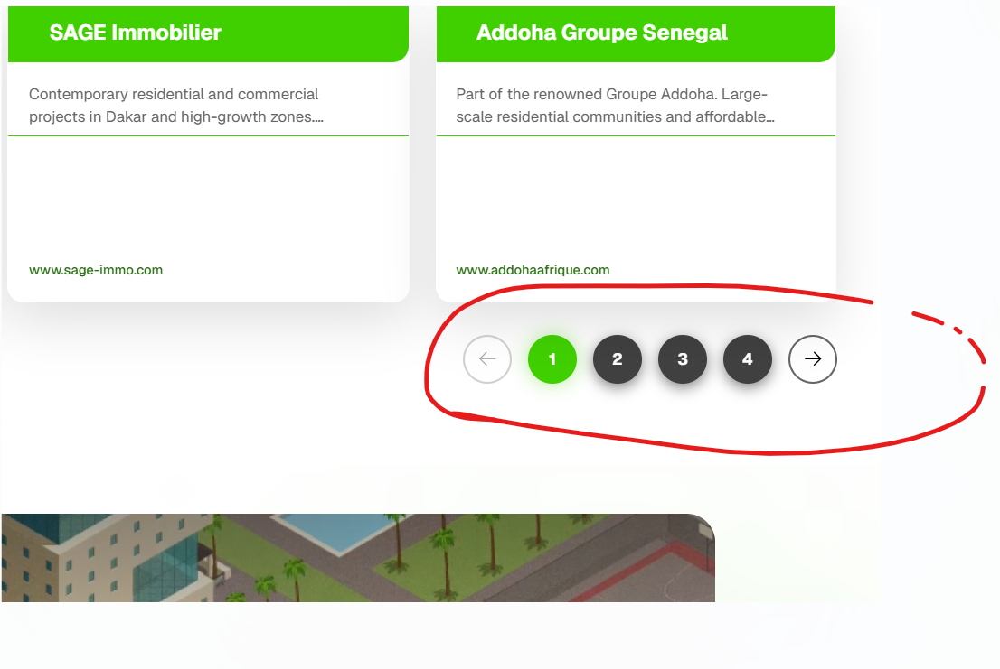 SAGE Immobilier
Contemporary residential and commercial
projects in Dakar and high-growth zones....
www.sage-immo.com
Addoha Groupe Senegal
Part of the renowned Groupe Addoha. Large-
scale residential communities and affordable...
www.addohaafrique.com
← 1 2 3 4 →